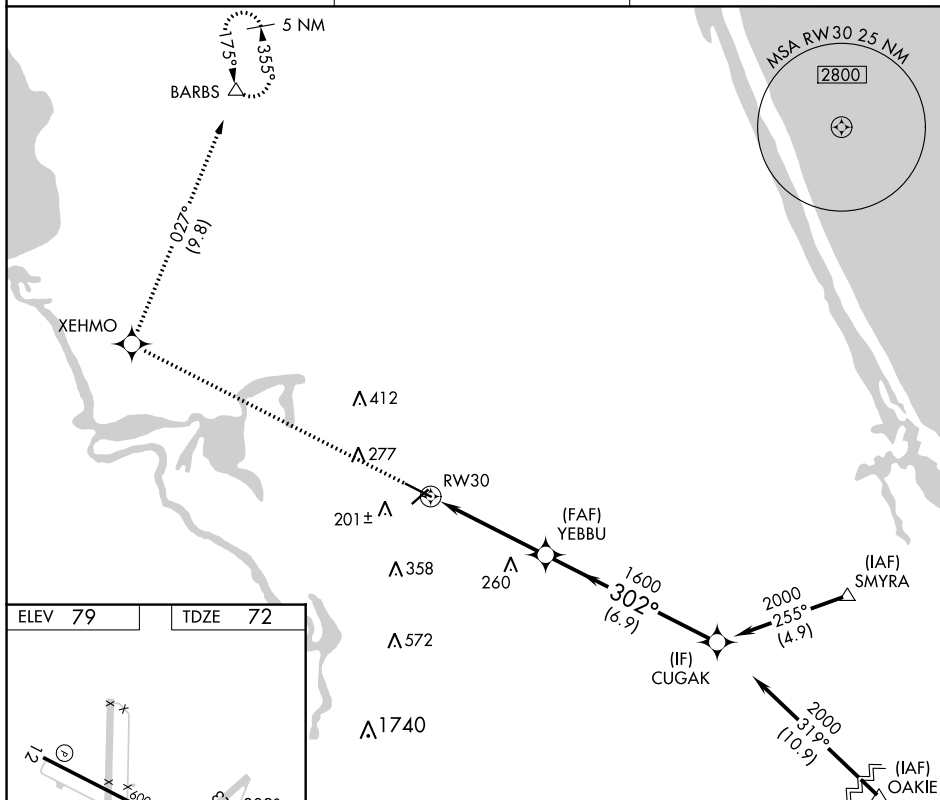 5 NM
175°
355°
BARBS
MSA RW30 25 NM
2800
027°
(9.8)
XEHMO
412
277
RW30
201±
(FAF)
YEBBU
358
260
1600
302°
(6.9)
(IAF)
SMYRA
2000
255°
(4.9)
ELEV 79
TDZE 72
572
(IF)
CUGAK
1740
2000
319°
(10.9)
(IAF)
OAKIE
12
P
X
X
X
X